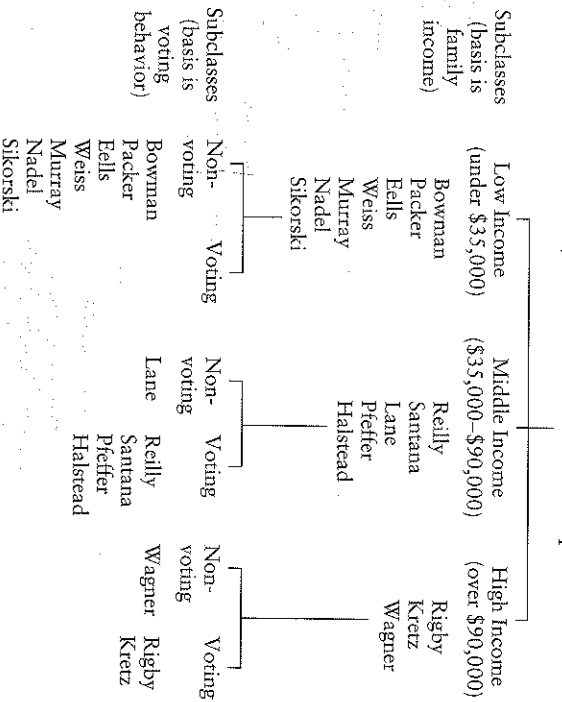 Subclasses
(basis is
family
income)
Low Income
(under $35,000)
Bowman
Packer
Eells
Weiss
Murray
Nadel
Sikorski
Middle Income
($35,000–$90,000)
Reilly
Santana
Lane
Pfeffer
Halstead
High Income
(over $90,000)
Rigby
Kretz
Wagner
Subclasses
(basis is
voting
behavior)
Non-
voting
Bowman
Packer
Eells
Weiss
Murray
Nadel
Sikorski
Voting
Non-
voting
Lane
Voting
Reilly
Santana
Pfeffer
Halstead
Non-
voting
Wagner
Voting
Rigby
Kretz